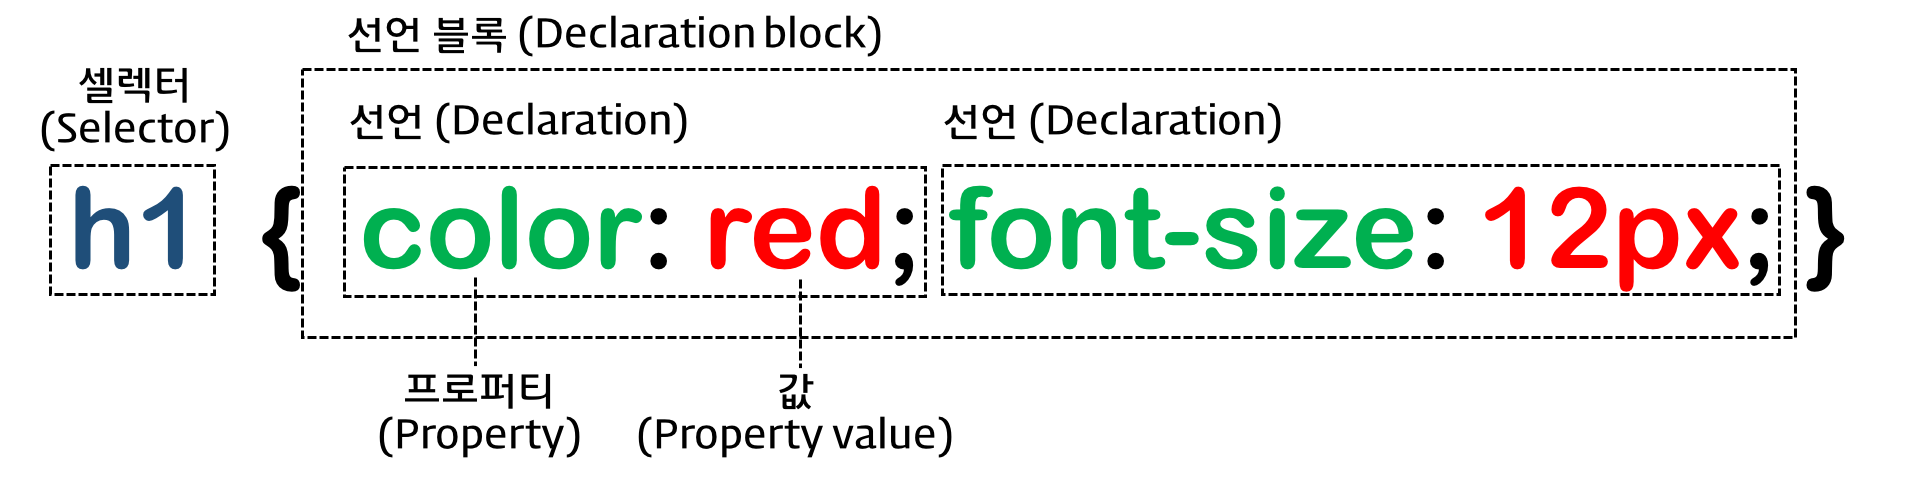 선언 블록 (Declaration block)
셀렉터
(Selector)
선언 (Declaration)
선언 (Declaration)
h1 { color: red; font-size: 12px; }
프로퍼티
(Property)
값
(Property value)